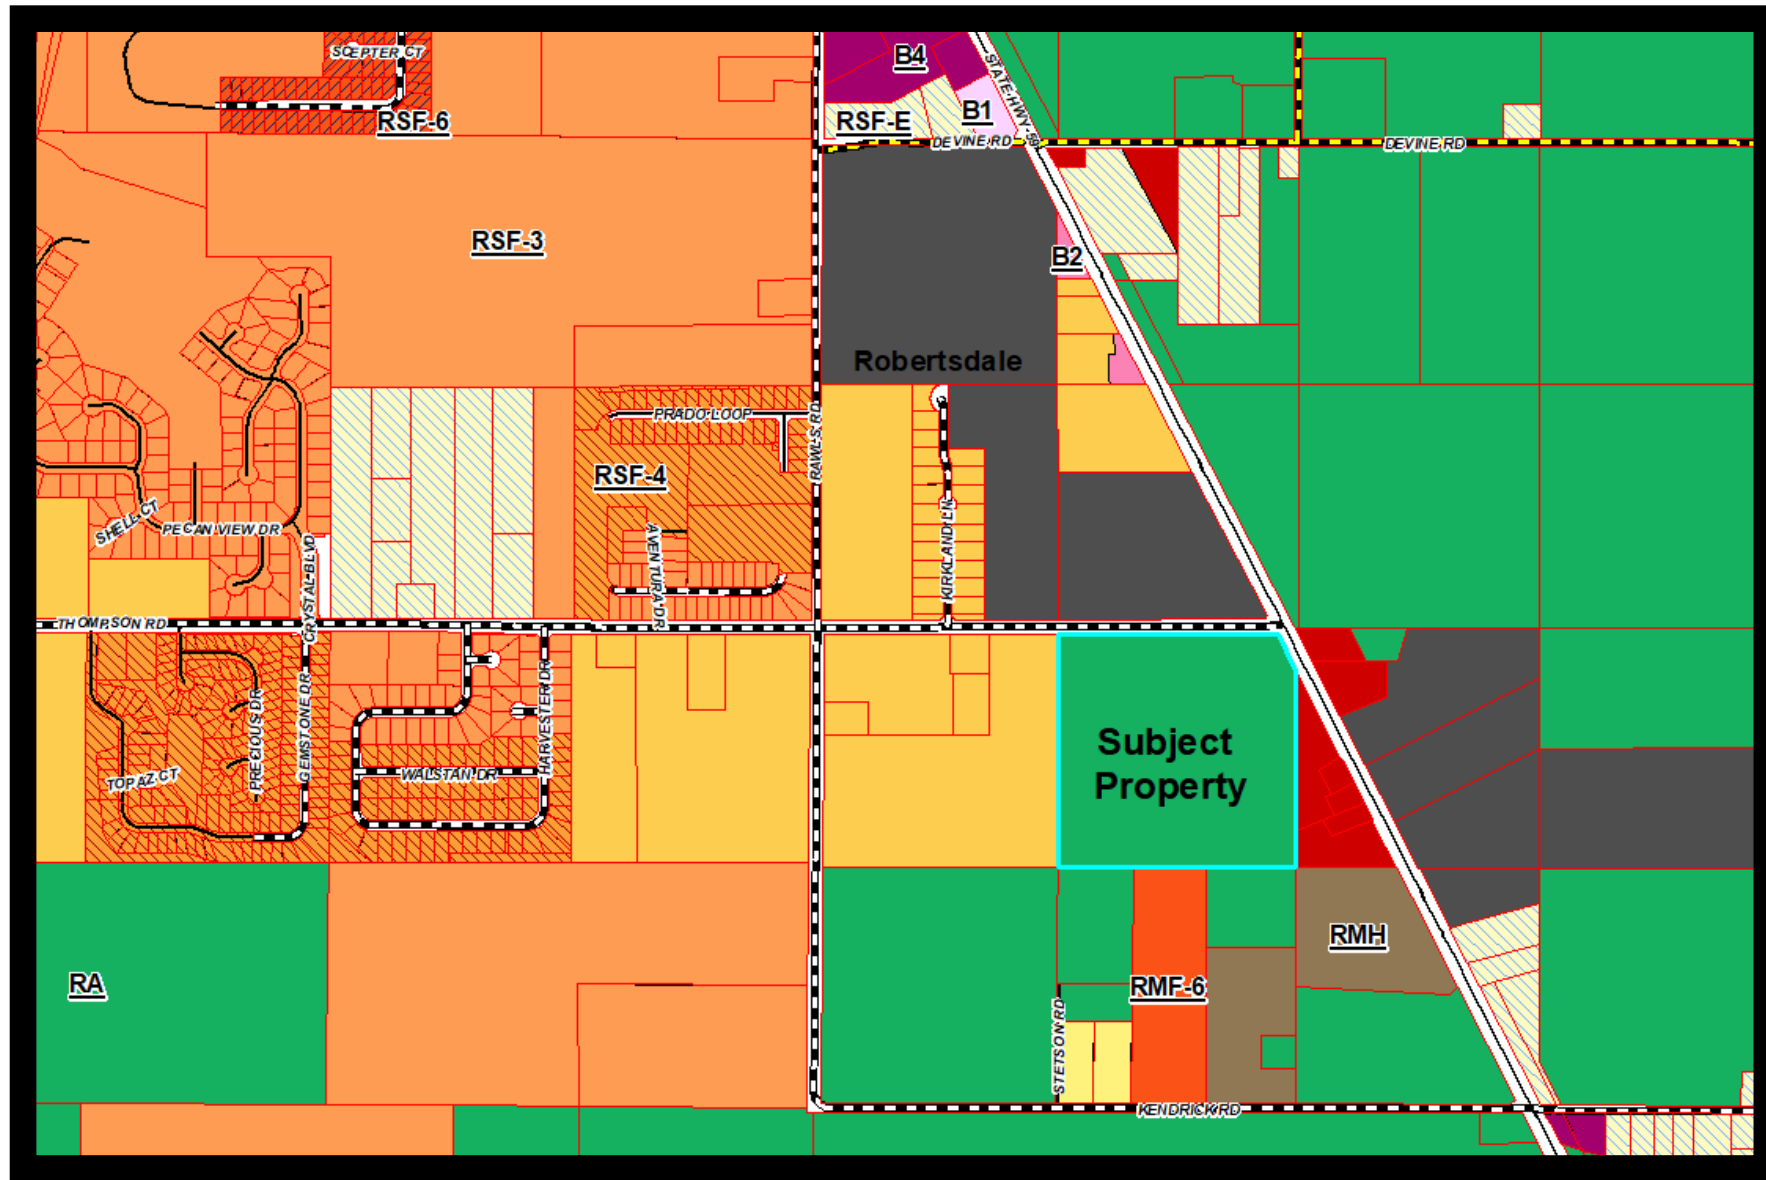 SCEPTER CT
B4
STATE HWY 59
RSF-6
RSF-E
B1
DEVINE RD
DEVINE RD
RSF-3
B2
Robertsdale
PRADO LOOP
RAWLS RD
RSF-4
SHELL CT
PECAN VIEW DR
CRYSTAL BLVD
AVENTURA DR
KIRKLAND LN
THOMPSON RD
PRECIOUS DR
GEMSTONE DR
HARVESTER DR
TOPAZ CT
WALSTAN DR
Subject
Property
RMH
RA
RMF-6
STETSON RD
KENDRICK RD